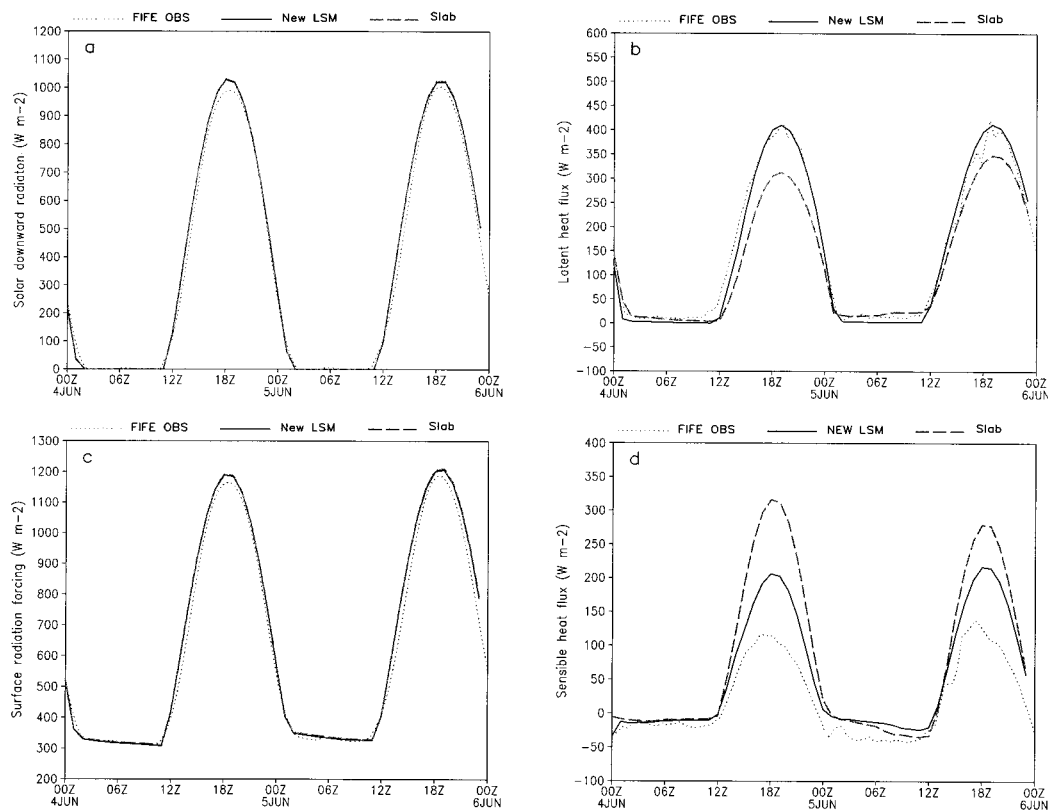 FIFE OBS New LSM Slab
a
Solar downward radiation (W m-2)
1200
1100
1000
900
800
700
600
500
400
300
200
100
0
00Z 06Z 12Z 18Z 00Z 06Z 12Z 18Z 00Z
4JUN 5JUN 6JUN
FIFE OBS New LSM Slab
b
Latent heat flux (W m-2)
600
550
500
450
400
350
300
250
200
150
100
50
0
-50
-100
00Z 06Z 12Z 18Z 00Z 06Z 12Z 18Z 00Z
4JUN 5JUN 6JUN
FIFE OBS New LSM Slab
c
Surface radiation forcing (W m-2)
1300
1200
1100
1000
900
800
700
600
500
400
300
200
00Z 06Z 12Z 18Z 00Z 06Z 12Z 18Z 00Z
4JUN 5JUN 6JUN
FIFE OBS NEW LSM Slab
d
Sensible heat flux (W m-2)
400
350
300
250
200
150
100
50
0
-50
-100
00Z 06Z 12Z 18Z 00Z 06Z 12Z 18Z 00Z
4JUN 5JUN 6JUN